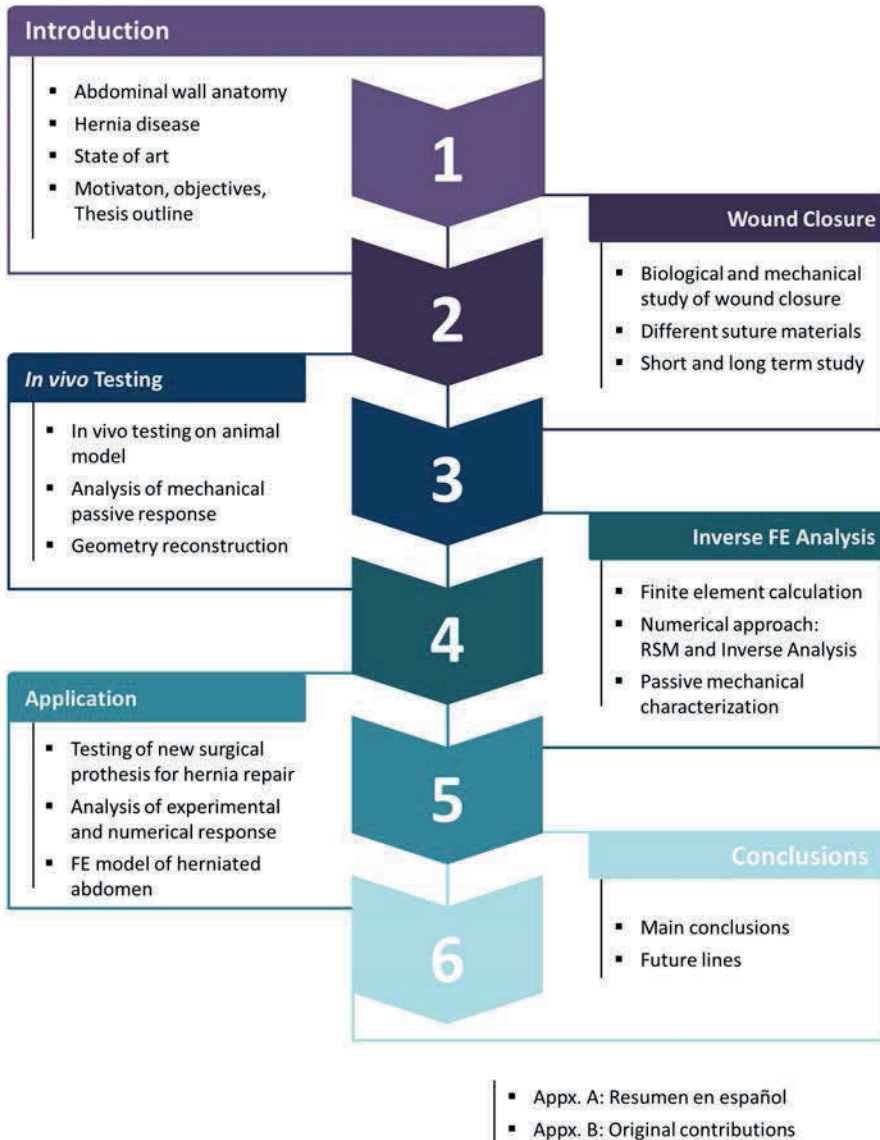 Introduction
▪ Abdominal wall anatomy
▪ Hernia disease
▪ State of art
▪ Motivaton, objectives,
Thesis outline
1
Wound Closure
▪ Biological and mechanical
study of wound closure
▪ Different suture materials
▪ Short and long term study
2
In vivo Testing
▪ In vivo testing on animal
model
▪ Analysis of mechanical
passive response
▪ Geometry reconstruction
3
Inverse FE Analysis
▪ Finite element calculation
▪ Numerical approach:
RSM and Inverse Analysis
▪ Passive mechanical
characterization
4
Application
▪ Testing of new surgical
prothesis for hernia repair
▪ Analysis of experimental
and numerical response
▪ FE model of herniated
abdomen
5
Conclusions
▪ Main conclusions
▪ Future lines
6
▪ Appx. A: Resumen en español
▪ Appx. B: Original contributions